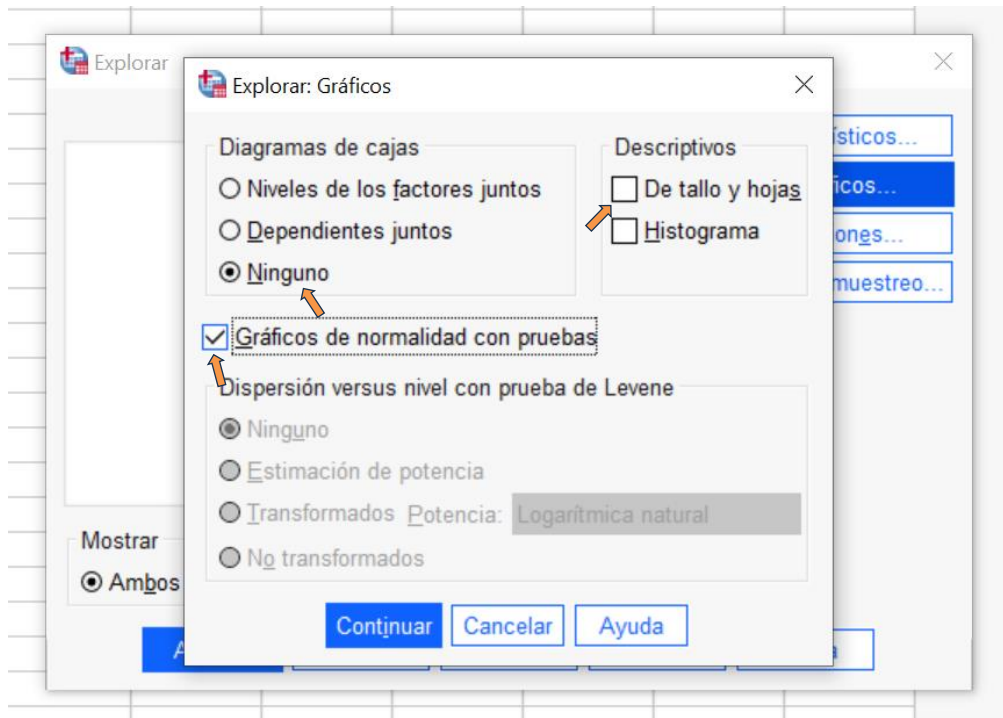 Explorar
Explorar: Gráficos
Diagramas de cajas
Niveles de los factores juntos
Dependientes juntos
Ninguno
Descriptivos
De tallo y hojas
Histograma
Gráficos de normalidad con pruebas
Dispersión versus nivel con prueba de Levene
Ninguno
Estimación de potencia
Transformados Potencia: Logarítmica natural
No transformados
Continuar Cancelar Ayuda
ísticos...
icos...
ones...
muestreo...
Mostrar
Ambos